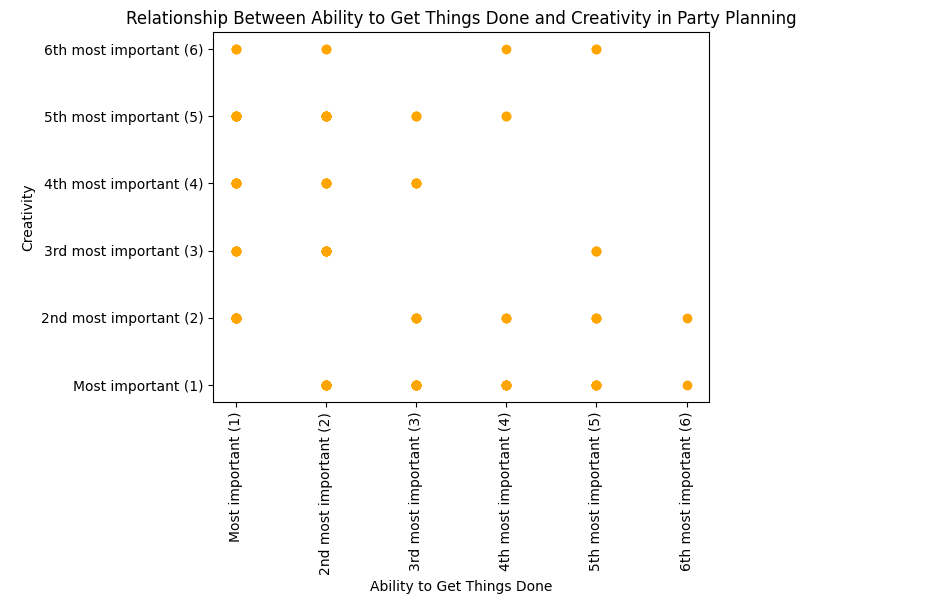 Relationship Between Ability to Get Things Done and Creativity in Party Planning
6th most important (6)
5th most important (5)
4th most important (4)
3rd most important (3)
2nd most important (2)
Most important (1)
Creativity
Most important (1)
2nd most important (2)
3rd most important (3)
4th most important (4)
5th most important (5)
6th most important (6)
Ability to Get Things Done